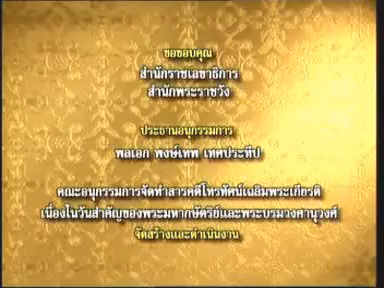 ขอขอบคุณ
สำนักราชเลขาธิการ
สำนักพระราชวัง
ประธานอนุกรรมการ
พลเอก พงษ์เทพ เทศประทีป
คณะอนุกรรมการจัดทำสารคดีโทรทัศน์เฉลิมพระเกียรติ
เนื่องในวันสำคัญของพระมหากษัตริย์และพระบรมวงศานุวงศ์
จัดสร้างและดำเนินงาน